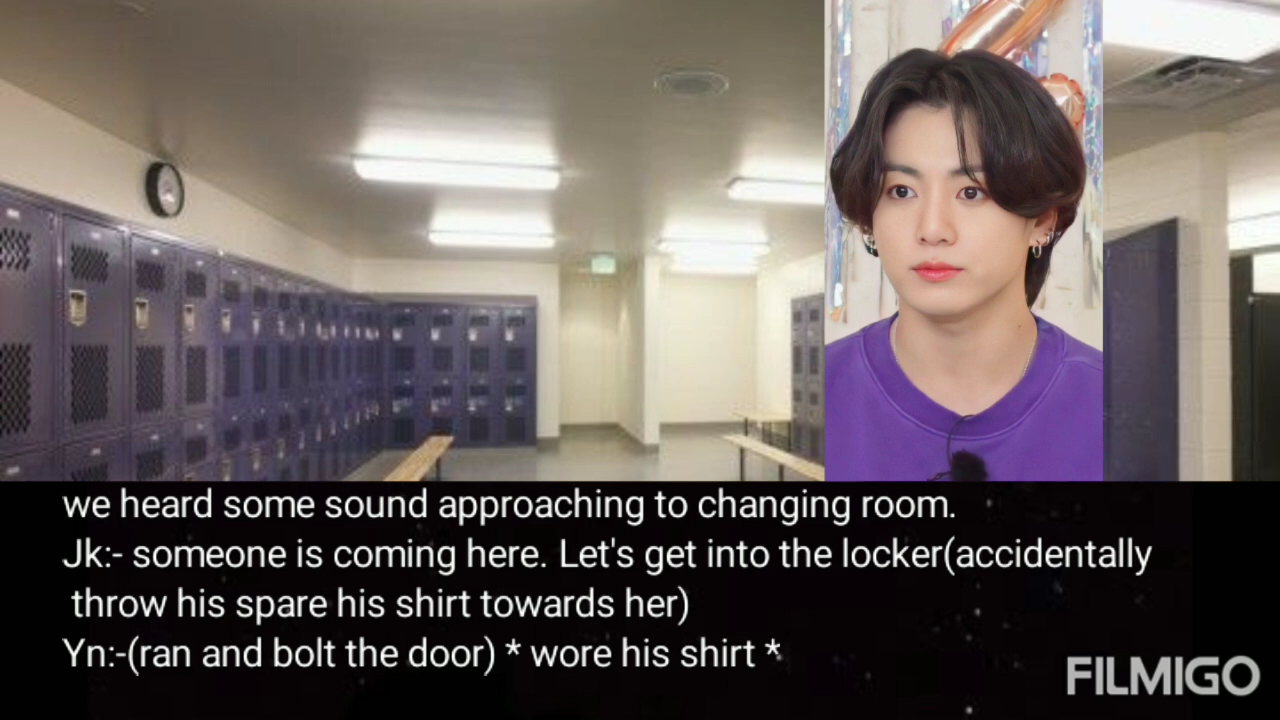 we heard some sound approaching to changing room.
Jk:- someone is coming here. Let's get into the locker(accidentally
throw his spare his shirt towards her)
Yn:-(ran and bolt the door) * wore his shirt *
FILMIGO